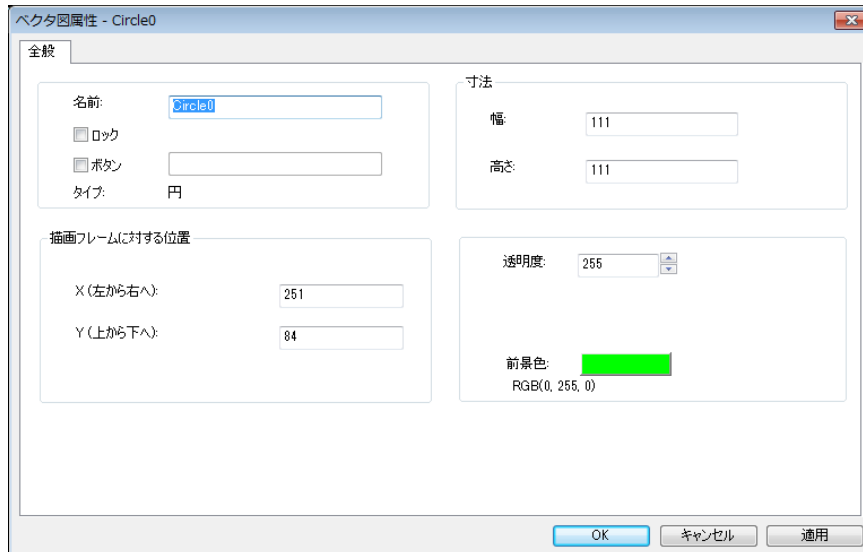 ベクタ図属性 - Circle0
全般
名前:
Circle0
ロック
ボタン
タイプ:
円
寸法
幅:
111
高さ:
111
描画フレームに対する位置
X (左から右へ):
251
Y (上から下へ):
84
透明度:
255
前景色:
RGB(0, 255, 0)
OK
キャンセル
適用